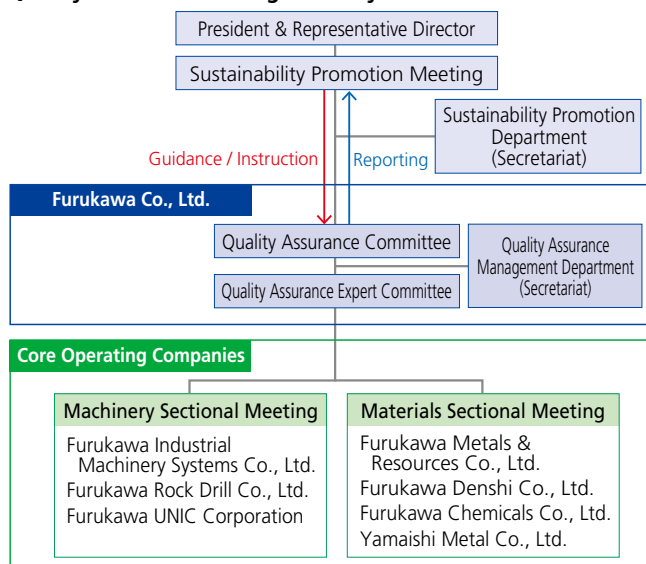 President & Representative Director
Sustainability Promotion Meeting
Sustainability Promotion
Department
(Secretariat)
Guidance / Instruction
Reporting
Furukawa Co., Ltd.
Quality Assurance Committee
Quality Assurance
Management Department
(Secretariat)
Quality Assurance Expert Committee
Core Operating Companies
Machinery Sectional Meeting
Furukawa Industrial
Machinery Systems Co., Ltd.
Furukawa Rock Drill Co., Ltd.
Furukawa UNIC Corporation
Materials Sectional Meeting
Furukawa Metals &
Resources Co., Ltd.
Furukawa Denshi Co., Ltd.
Furukawa Chemicals Co., Ltd.
Yamaishi Metal Co., Ltd.